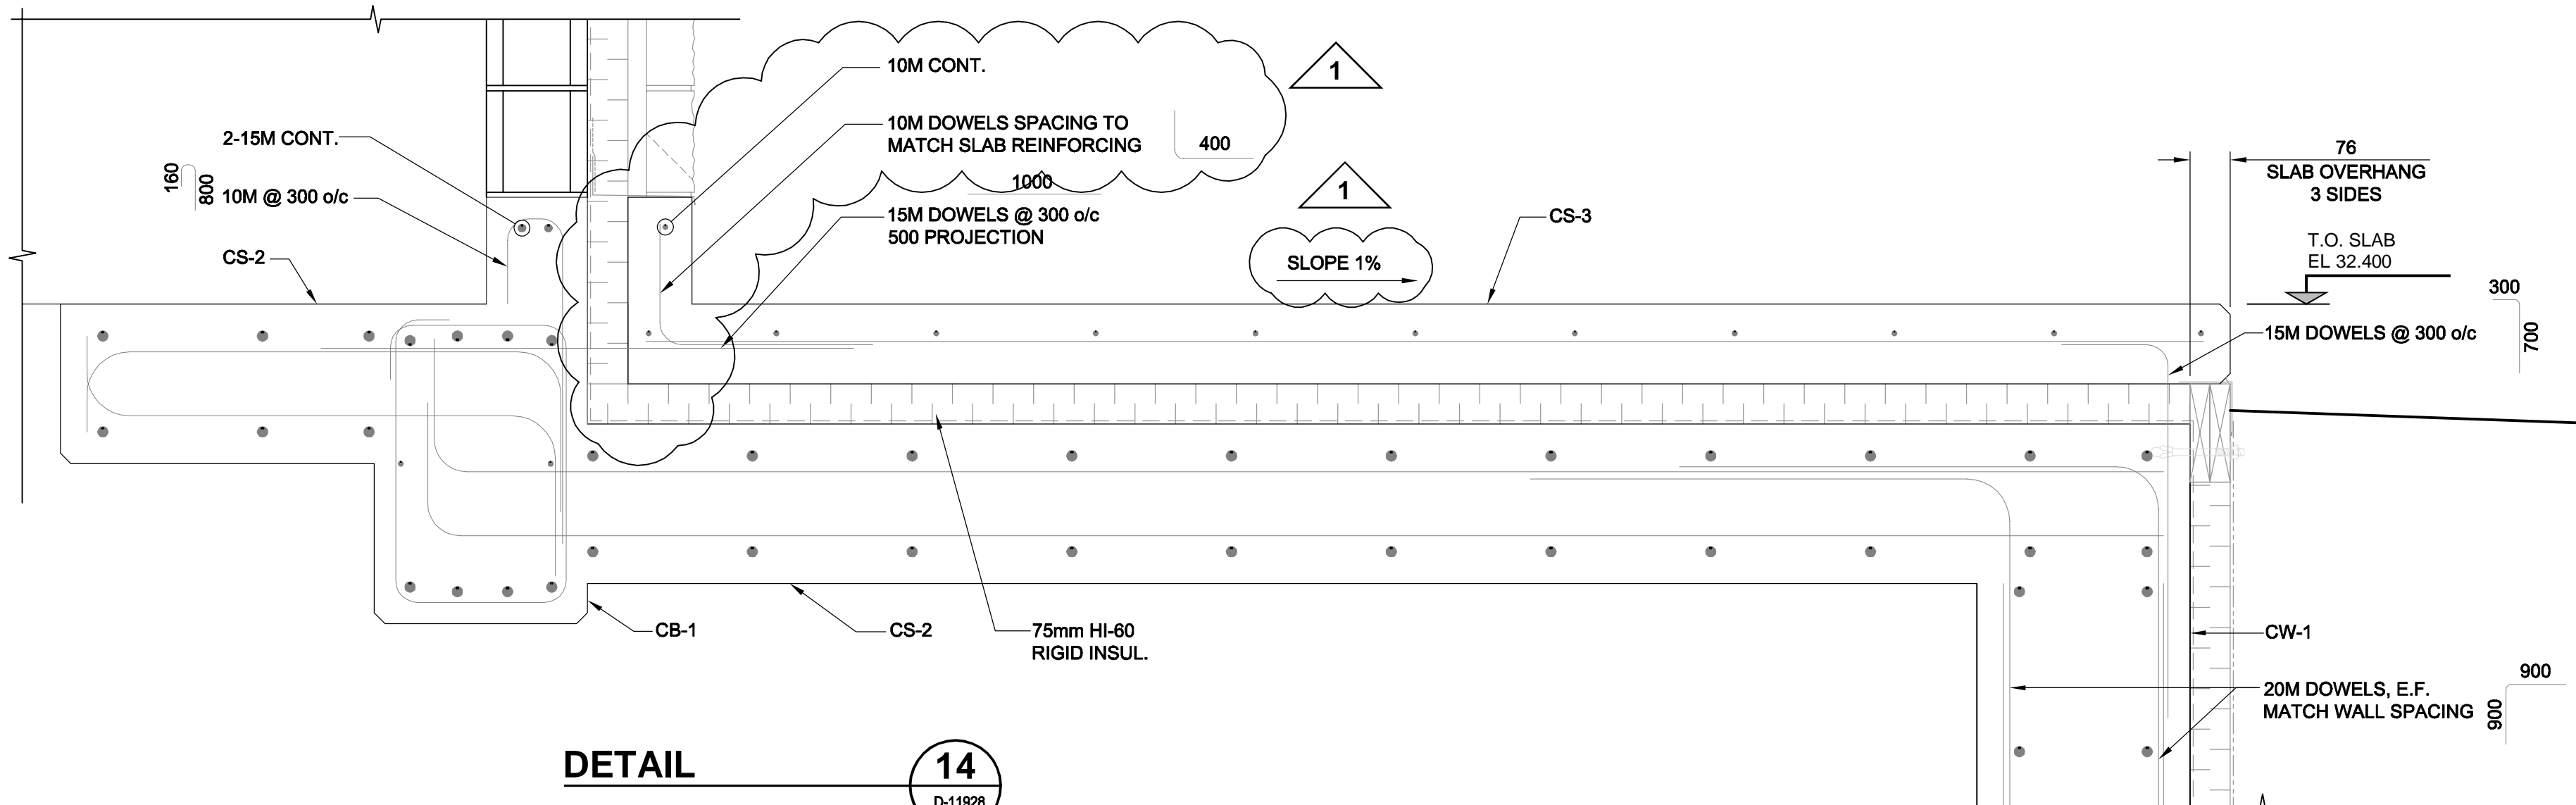 10M CONT.
1
10M DOWELS SPACING TO
MATCH SLAB REINFORCING
400
2-15M CONT.
160
800
10M @ 300 o/c
1000
15M DOWELS @ 300 o/c
500 PROJECTION
1
SLOPE 1%
CS-2
CS-3
76
SLAB OVERHANG
3 SIDES
T.O. SLAB
EL 32.400
300
700
15M DOWELS @ 300 o/c
CB-1
CS-2
75mm HI-60
RIGID INSUL.
CW-1
20M DOWELS, E.F.
MATCH WALL SPACING
900
900
DETAIL
14
D-11928